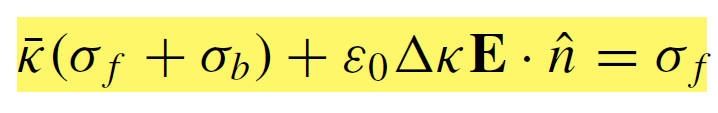 κ̄(σ_f + σ_b) + ε₀Δκ𝐄 · n̂ = σ_f